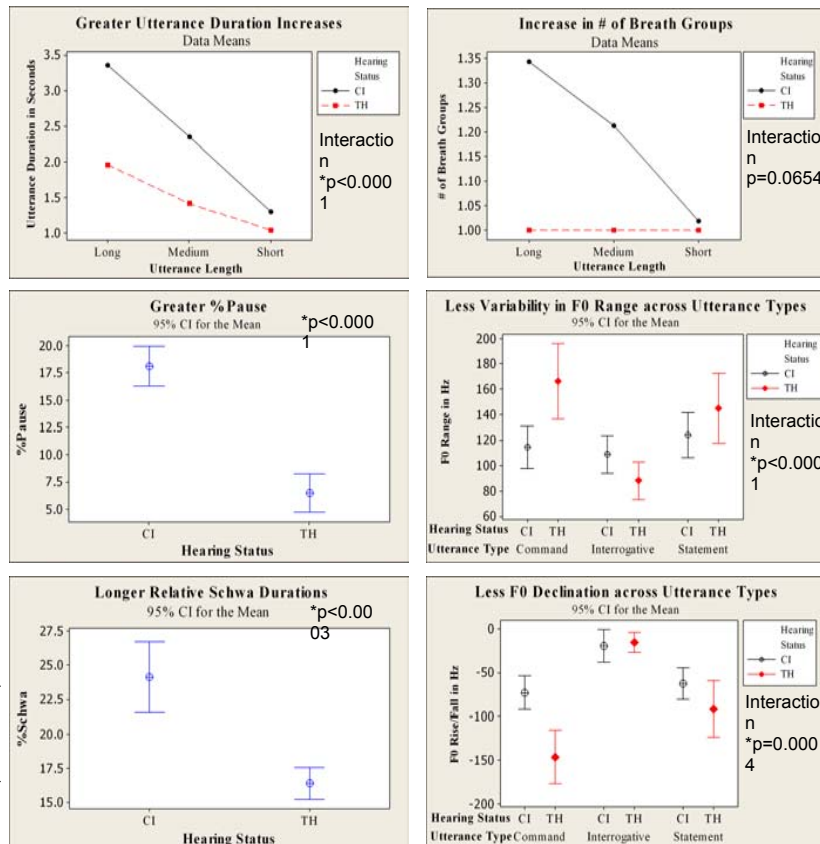 Greater Utterance Duration Increases
Data Means
Utterance Duration in Seconds
3.5
3.0
2.5
2.0
1.5
1.0
Long Medium Short
Utterance Length
Hearing
Status
CI
TH
Interactio
n
*p<0.000
1
Increase in # of Breath Groups
Data Means
# of Breath Groups
1.35
1.30
1.25
1.20
1.15
1.10
1.05
1.00
Long Medium Short
Utterance Length
Hearing
Status
CI
TH
Interactio
n
p=0.0654
Greater %Pause
95% CI for the Mean
*p<0.000
1
%Pause
20.0
17.5
15.0
12.5
10.0
7.5
5.0
CI TH
Hearing Status
Less Variability in F0 Range across Utterance Types
95% CI for the Mean
F0 Range in Hz
200
180
160
140
120
100
80
60
Hearing Status CI TH CI TH CI TH
Utterance Type Command Interrogative Statement
Hearing
Status
CI
TH
Interactio
n
*p<0.000
1
Longer Relative Schwa Durations
95% CI for the Mean
*p<0.00
03
%Schwa
27.5
25.0
22.5
20.0
17.5
15.0
CI TH
Hearing Status
Less F0 Declination across Utterance Types
95% CI for the Mean
F0 Rise/Fall in Hz
0
-50
-100
-150
-200
Hearing Status CI TH CI TH CI TH
Utterance Type Command Interrogative Statement
Hearing
Status
CI
TH
Interactio
n
*p=0.000
4